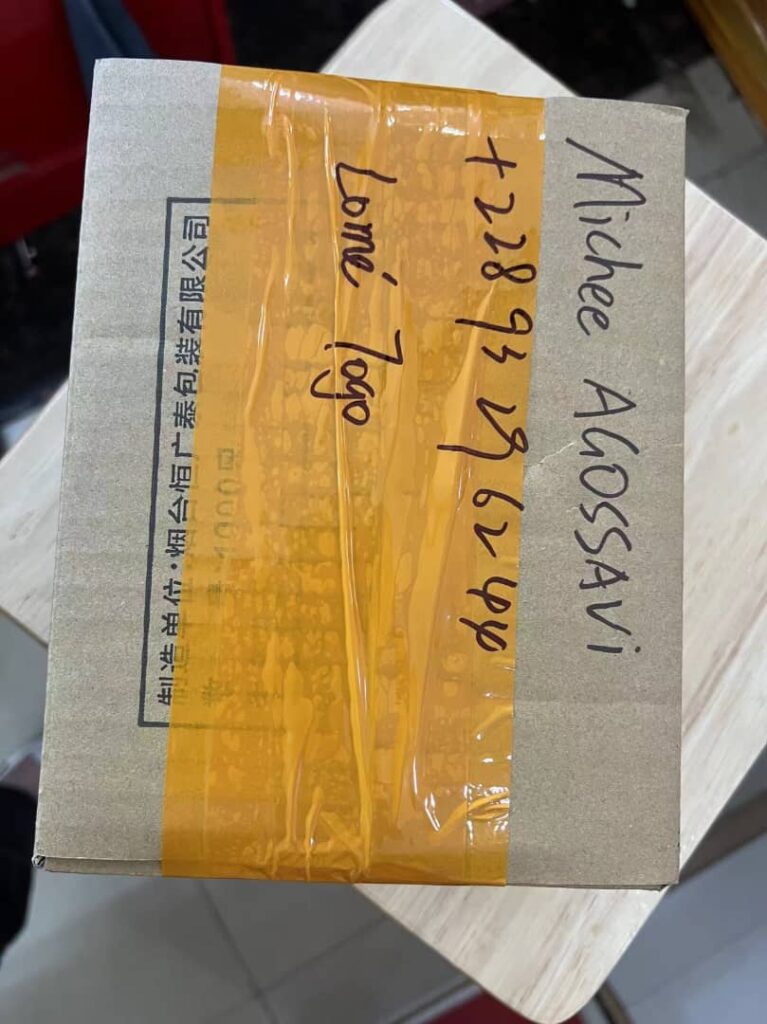 Michee AGOSSAVi
+228 93 62 44
Lomé Togo
制造单位·烟台恒广泰包装有限公司
1000